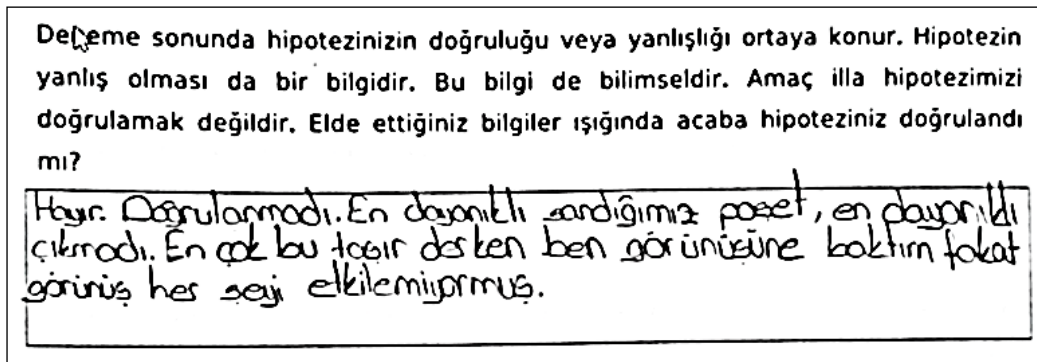 Deneme sonunda hipotezinizin doğruluğu veya yanlışlığı ortaya konur. Hipotezin
yanlış olması da bir bilgidir. Bu bilgi de bilimseldir. Amaç illa hipotezimizi
doğrulamak değildir. Elde ettiğiniz bilgiler ışığında acaba hipoteziniz doğrulandı
mı?
Hayır. Doğrulanmadı. En dayanıklı sandığımız poşet, en dayanıklı
çıkmadı. En çok bu taşır derken ben görünüşüne baktım fakat
görünüş her şeyi etkilemiyormuş.